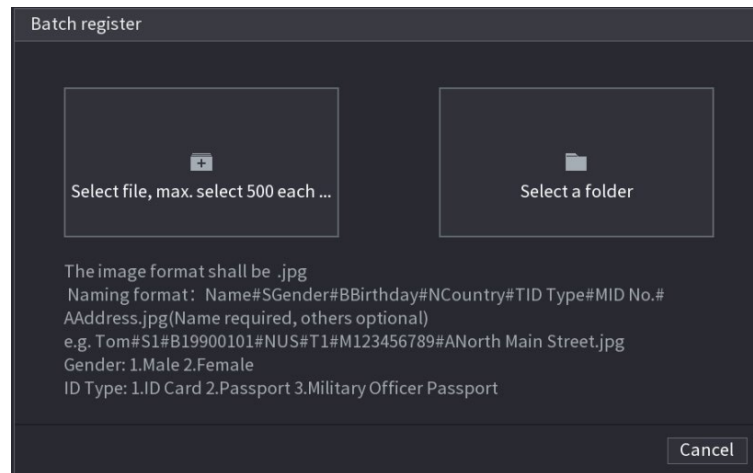 Batch register
Select file, max. select 500 each ...
Select a folder
The image format shall be .jpg
Naming format: Name#SGender#BBirthday#NCountry#TID Type#MID No.#
AAddress.jpg(Name required, others optional)
e.g. Tom#S1#B19900101#NUS#T1#M123456789#ANorth Main Street.jpg
Gender: 1.Male 2.Female
ID Type: 1.ID Card 2.Passport 3.Military Officer Passport
Cancel